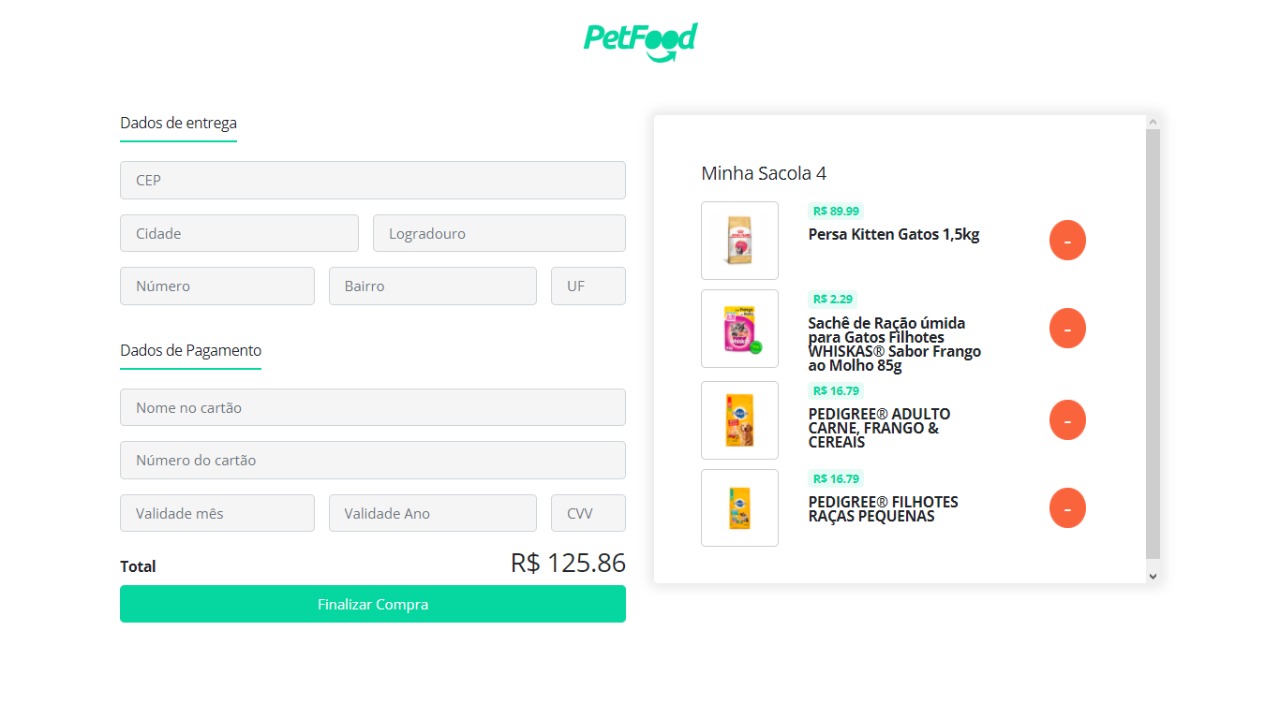 PetFood
Dados de entrega
CEP
Cidade
Logradouro
Número
Bairro
UF
Dados de Pagamento
Nome no cartão
Número do cartão
Validade mês
Validade Ano
CVV
Total
R$ 125.86
Finalizar Compra
Minha Sacola 4
R$ 89.99
Persa Kitten Gatos 1,5kg
-
R$ 2.29
Sachê de Ração úmida
para Gatos Filhotes
WHISKAS® Sabor Frango
ao Molho 85g
-
R$ 16.79
PEDIGREE® ADULTO
CARNE, FRANGO &
CEREAIS
-
R$ 16.79
PEDIGREE® FILHOTES
RAÇAS PEQUENAS
-